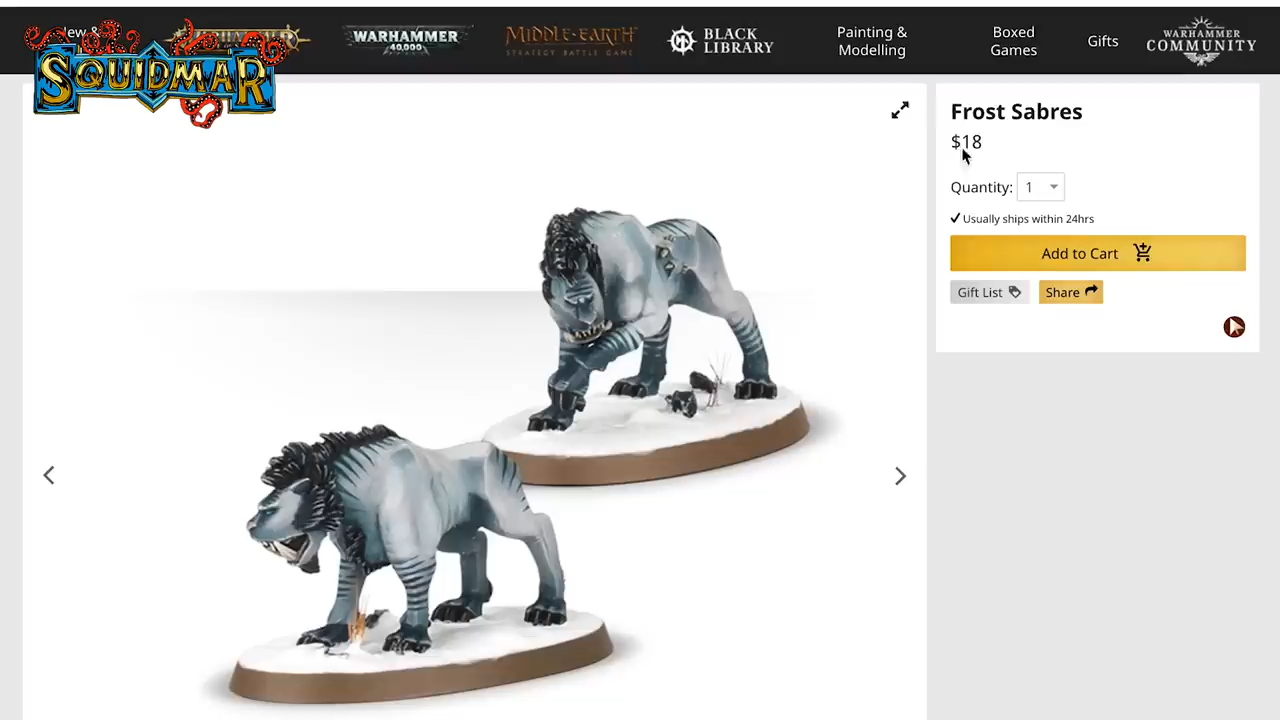 New &
SQUIDMAR
WARHAMMER
40,000
MIDDLE-EARTH
STRATEGY BATTLE GAME
BLACK
LIBRARY
Painting &
Modelling
Boxed
Games
Gifts
WARHAMMER
COMMUNITY
Frost Sabres
$18
Quantity: 1
Usually ships within 24hrs
Add to Cart
Gift List
Share